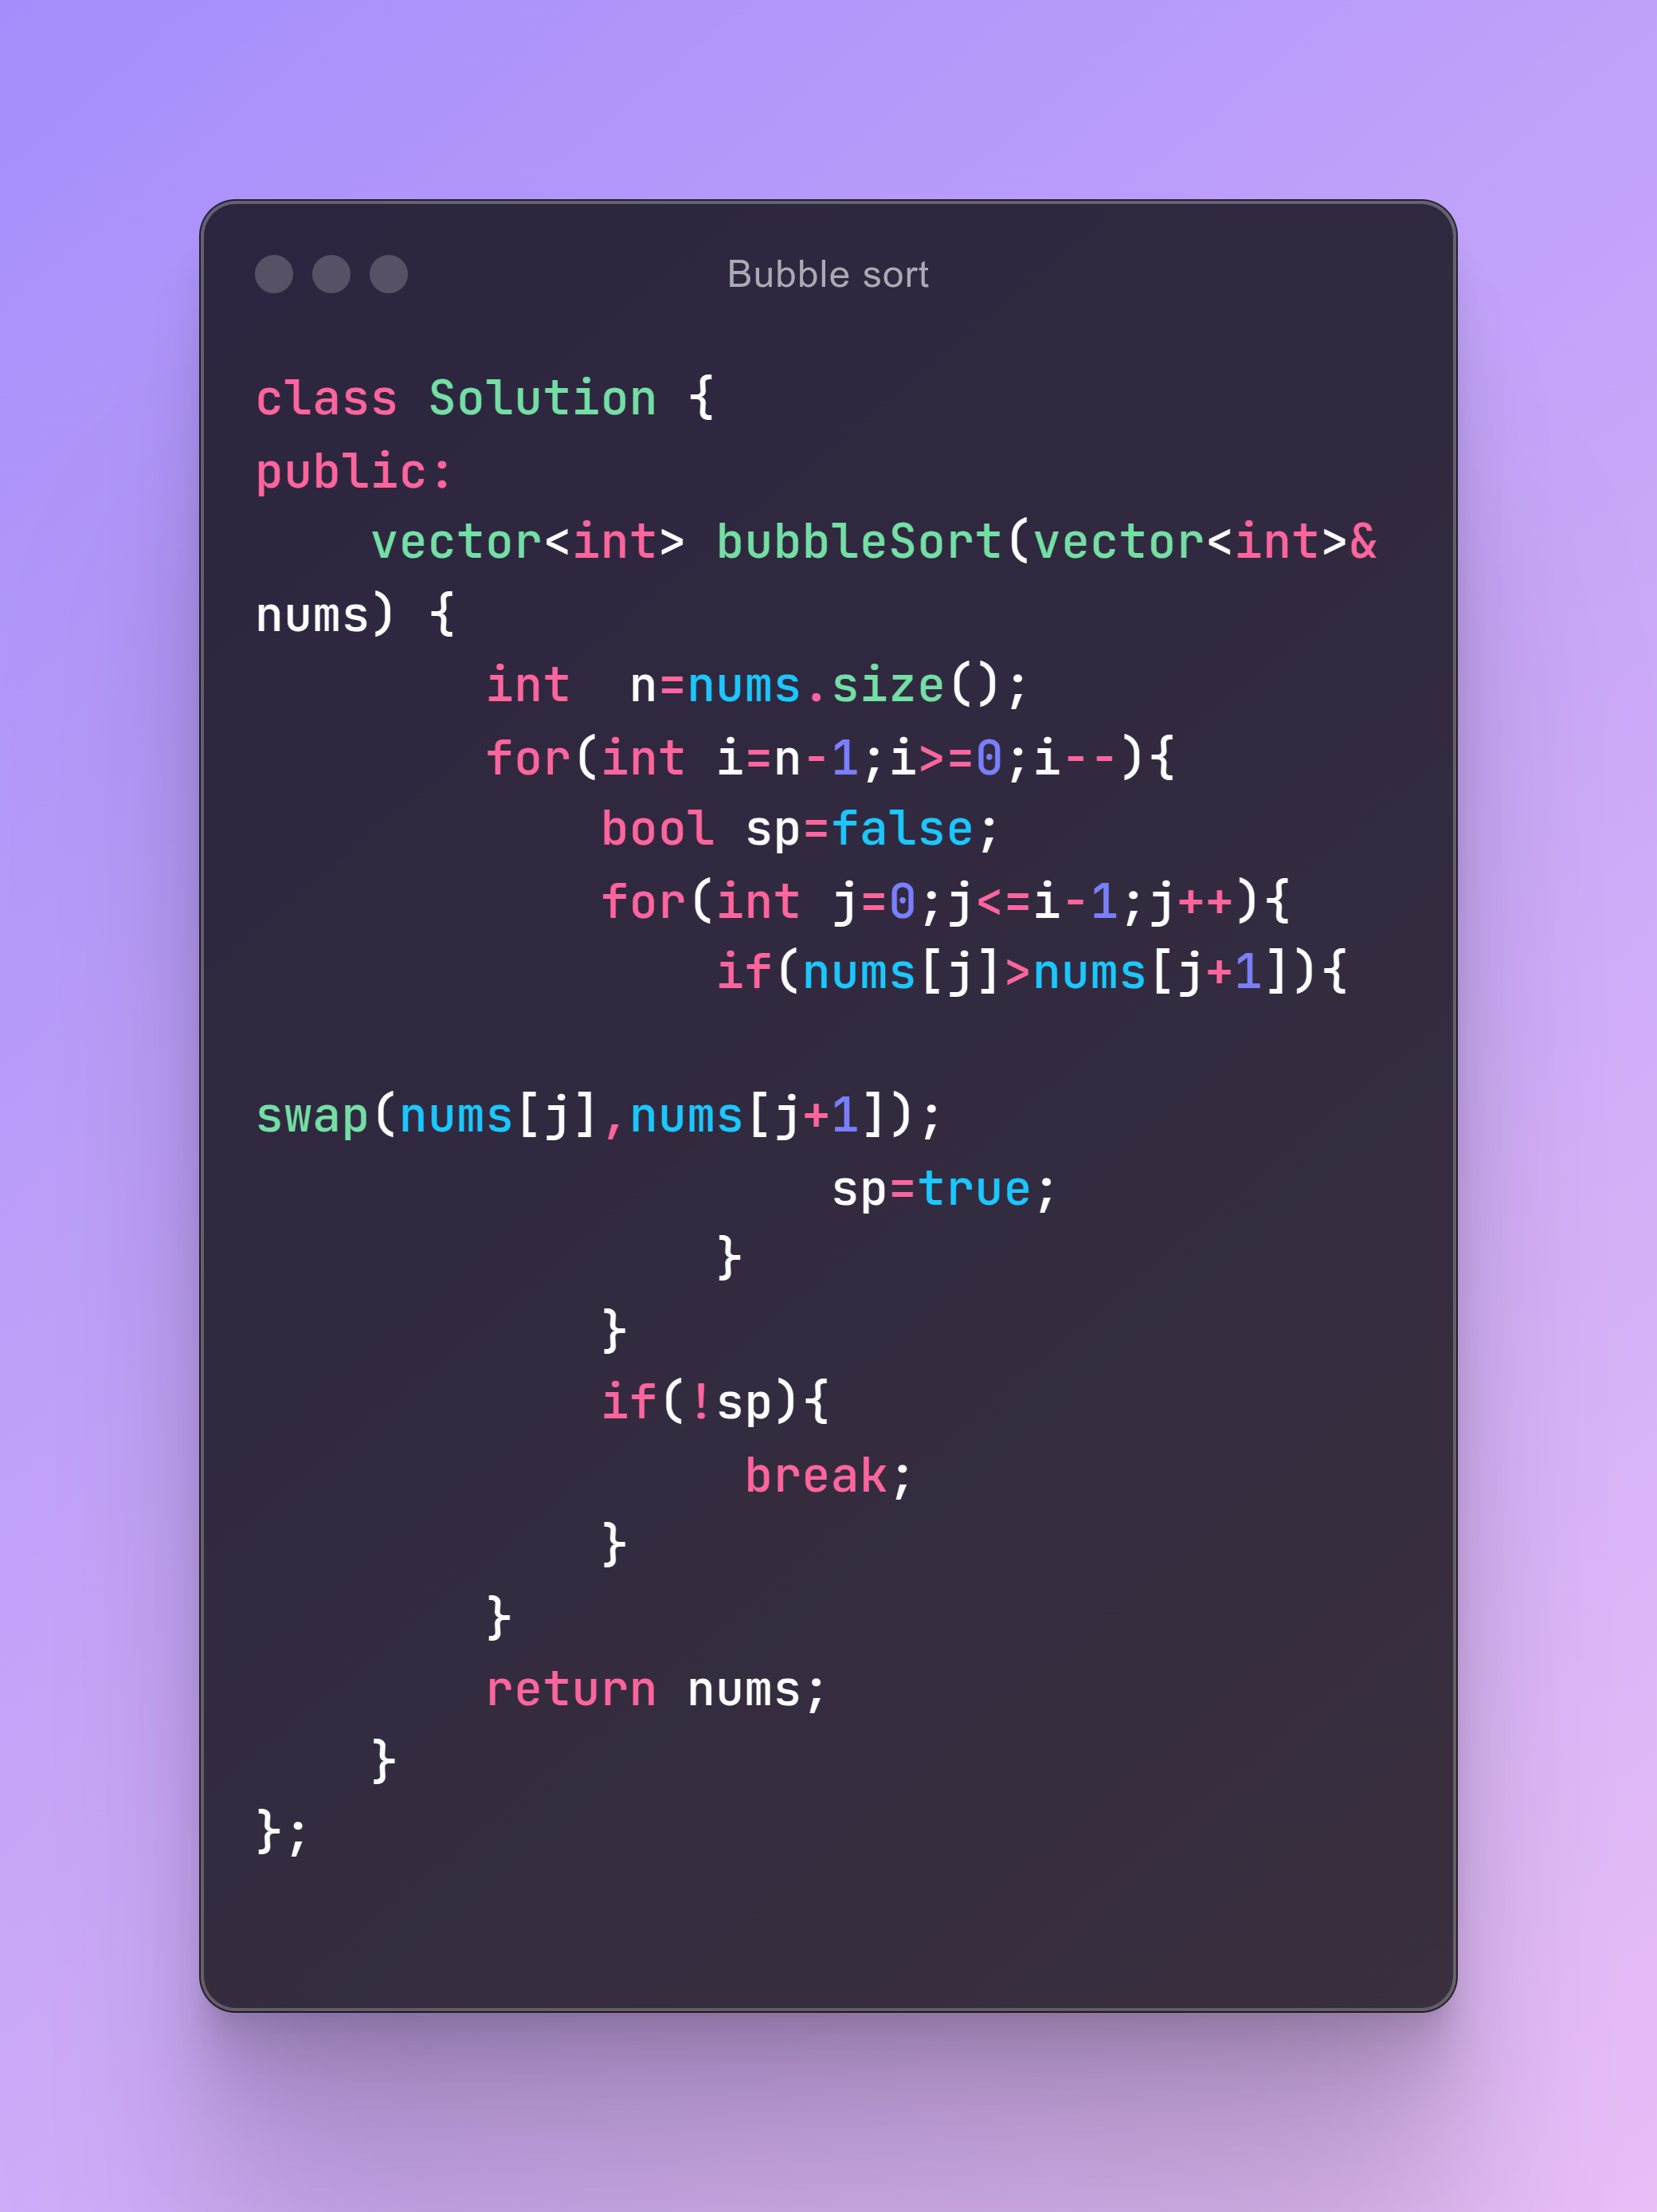 Bubble sort
class Solution {
public:
    vector<int> bubbleSort(vector<int>&
nums) {
        int  n=nums.size();
        for(int i=n-1;i>=0;i--){
            bool sp=false;
            for(int j=0;j<=i-1;j++){
                if(nums[j]>nums[j+1]){

swap(nums[j],nums[j+1]);
                    sp=true;
                }
            }
            if(!sp){
                 break;
            }
        }
        return nums;
    }
};